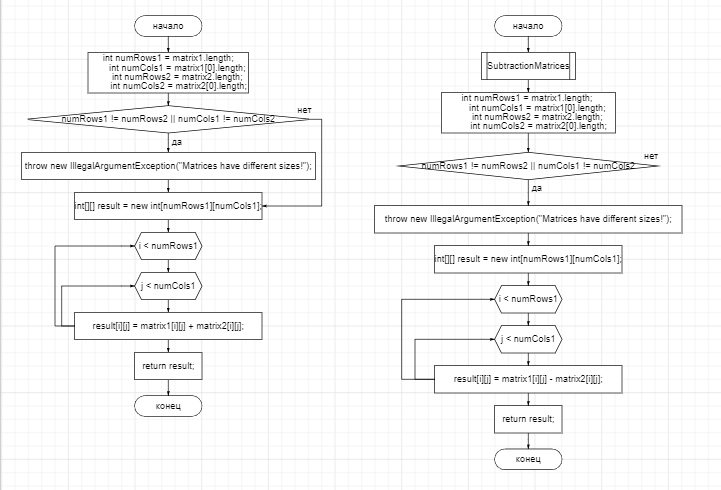 начало
int numRows1 = matrix1.length;
int numCols1 = matrix1[0].length;
int numRows2 = matrix2.length;
int numCols2 = matrix2[0].length;
numRows1 != numRows2 || numCols1 != numCols2
нет
да
throw new IllegalArgumentException("Matrices have different sizes!");
int[][] result = new int[numRows1][numCols1];
i < numRows1
j < numCols1
result[i][j] = matrix1[i][j] + matrix2[i][j];
return result;
конец
начало
SubtractionMatrices
int numRows1 = matrix1.length;
int numCols1 = matrix1[0].length;
int numRows2 = matrix2.length;
int numCols2 = matrix2[0].length;
numRows1 != numRows2 || numCols1 != numCols2
нет
да
throw new IllegalArgumentException("Matrices have different sizes!");
int[][] result = new int[numRows1][numCols1];
i < numRows1
j < numCols1
result[i][j] = matrix1[i][j] - matrix2[i][j];
return result;
конец